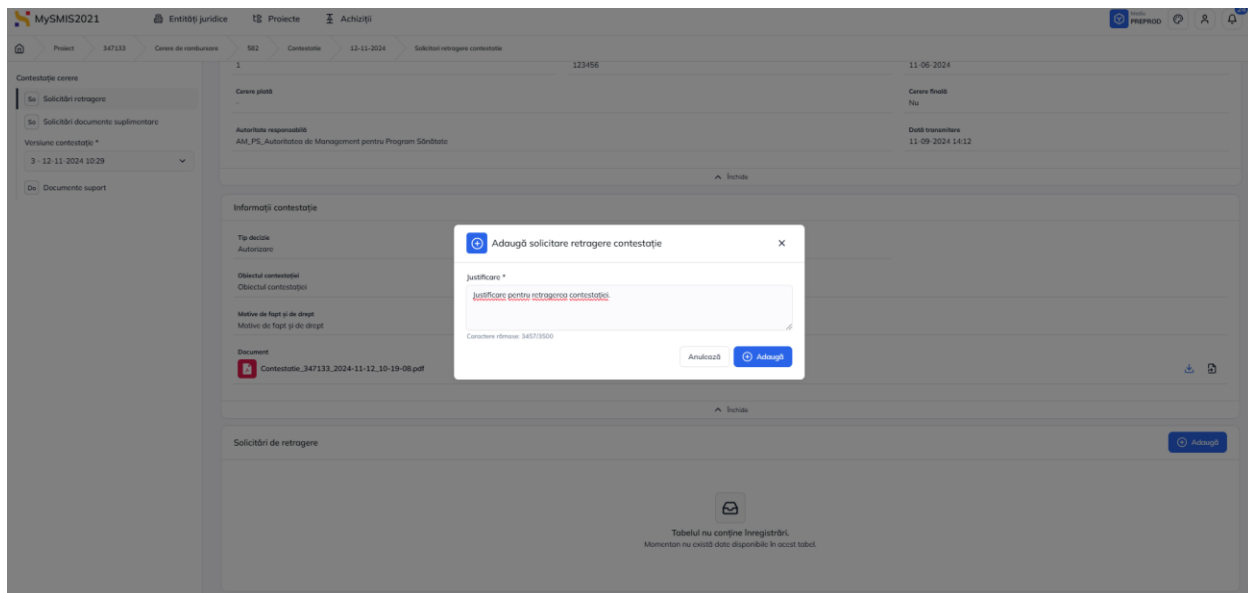 MySMIS2021
Entități juridice
Proiecte
Achiziții
Mediu
PREPROD
24
Proiect
347133
Cerere de rambursare
582
Contestatie
12-11-2024
Solicitari retragere contestatie
Contestație cerere
So Solicitări retragere
So Solicitări documente suplimentare
Versiune contestație *
3 - 12-11-2024 10:29
Do Documente suport
1
123456
11-06-2024
Cerere plată
-
Cerere finală
Nu
Autoritate responsabilă
AM_PS_Autoritatea de Management pentru Program Sănătate
Dată transmitere
11-09-2024 14:12
Închide
Informații contestație
Tip decizie
Autorizare
Obiectul contestației
Obiectul contestației
Motive de fapt și de drept
Motive de fapt și de drept
Document
Contestatie_347133_2024-11-12_10-19-08.pdf
Închide
Adaugă solicitare retragere contestație
Justificare *
Justificare pentru retragerea contestației.
Caractere rămase: 3457/3500
Anulează
Adaugă
Solicitări de retragere
Adaugă
Tabelul nu conține înregistrări.
Momentan nu există date disponibile în acest tabel.